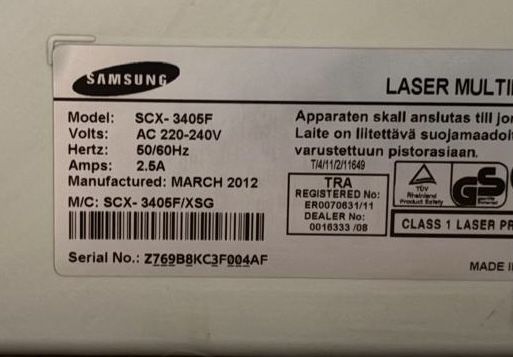 SAMSUNG
LASER MULTI
Model: SCX- 3405F
Volts: AC 220-240V
Hertz: 50/60Hz
Amps: 2.5A
Manufactured: MARCH 2012
M/C: SCX- 3405F/XSG
Serial No.: Z769B8KC3F004AF
Apparaten skall anslutas till jor
Laite on liitettävä suojamaadoi
varustettuun pistorasiaan.
T/4/11/2/11649
TRA
REGISTERED No:
ER0070631/11
DEALER No:
0016333 /08
TÜV
Rheinland
Product Safety
GS
CLASS 1 LASER PR
MADE I